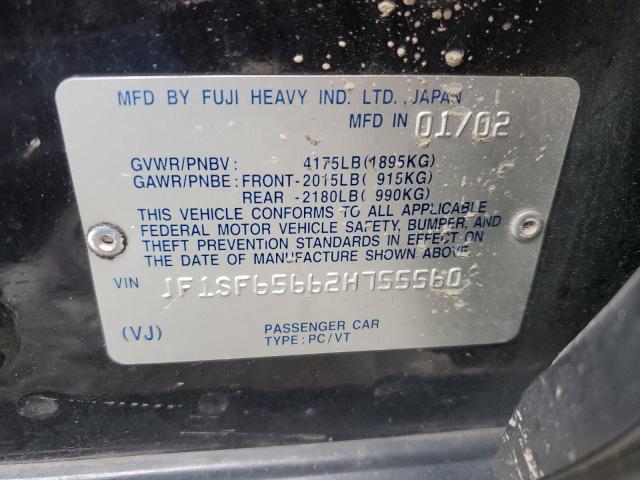 MFD BY FUJI HEAVY IND. LTD., JAPAN
MFD IN 01/02
GVWR/PNBV: 4175LB(1895KG)
GAWR/PNBE: FRONT-2015LB( 915KG)
REAR -2180LB( 990KG)
THIS VEHICLE CONFORMS TO ALL APPLICABLE
FEDERAL MOTOR VEHICLE SAFETY, BUMPER, AND
THEFT PREVENTION STANDARDS IN EFFECT ON
THE DATE OF MANUFACTURE SHOWN ABOVE.
VIN JF1SF65662H755560
(VJ) PASSENGER CAR
TYPE: PC/VT